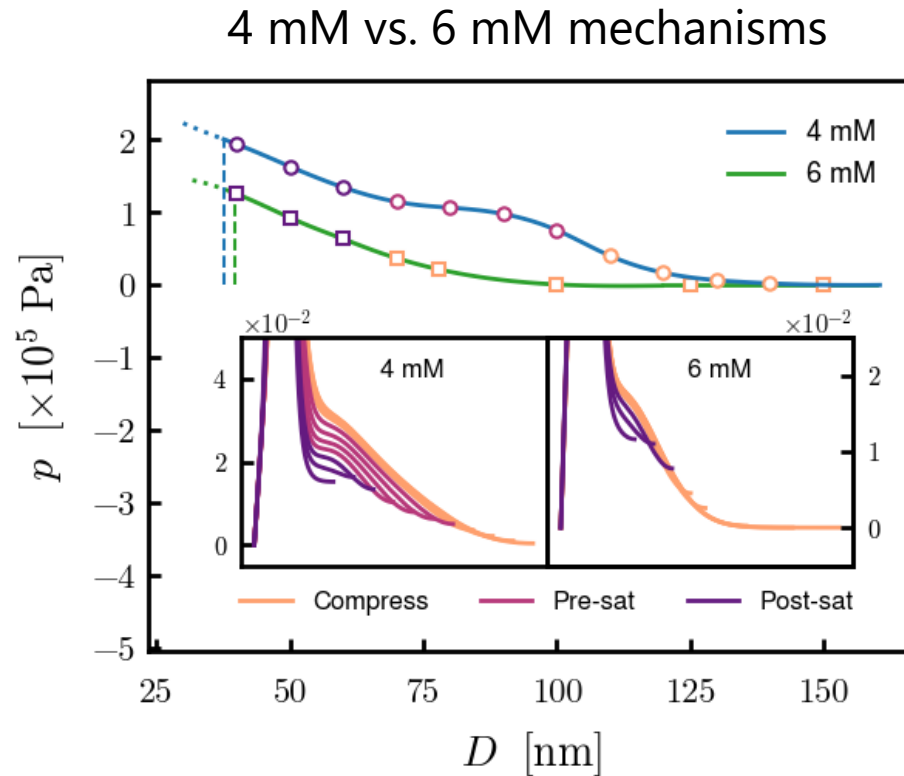 4 mM vs. 6 mM mechanisms
p [×10⁵ Pa]
2
1
0
−1
−2
−3
−4
−5
4 mM
6 mM
×10⁻²
4 mM
4
2
0
×10⁻²
6 mM
2
1
0
Compress Pre-sat Post-sat
25 50 75 100 125 150
D [nm]